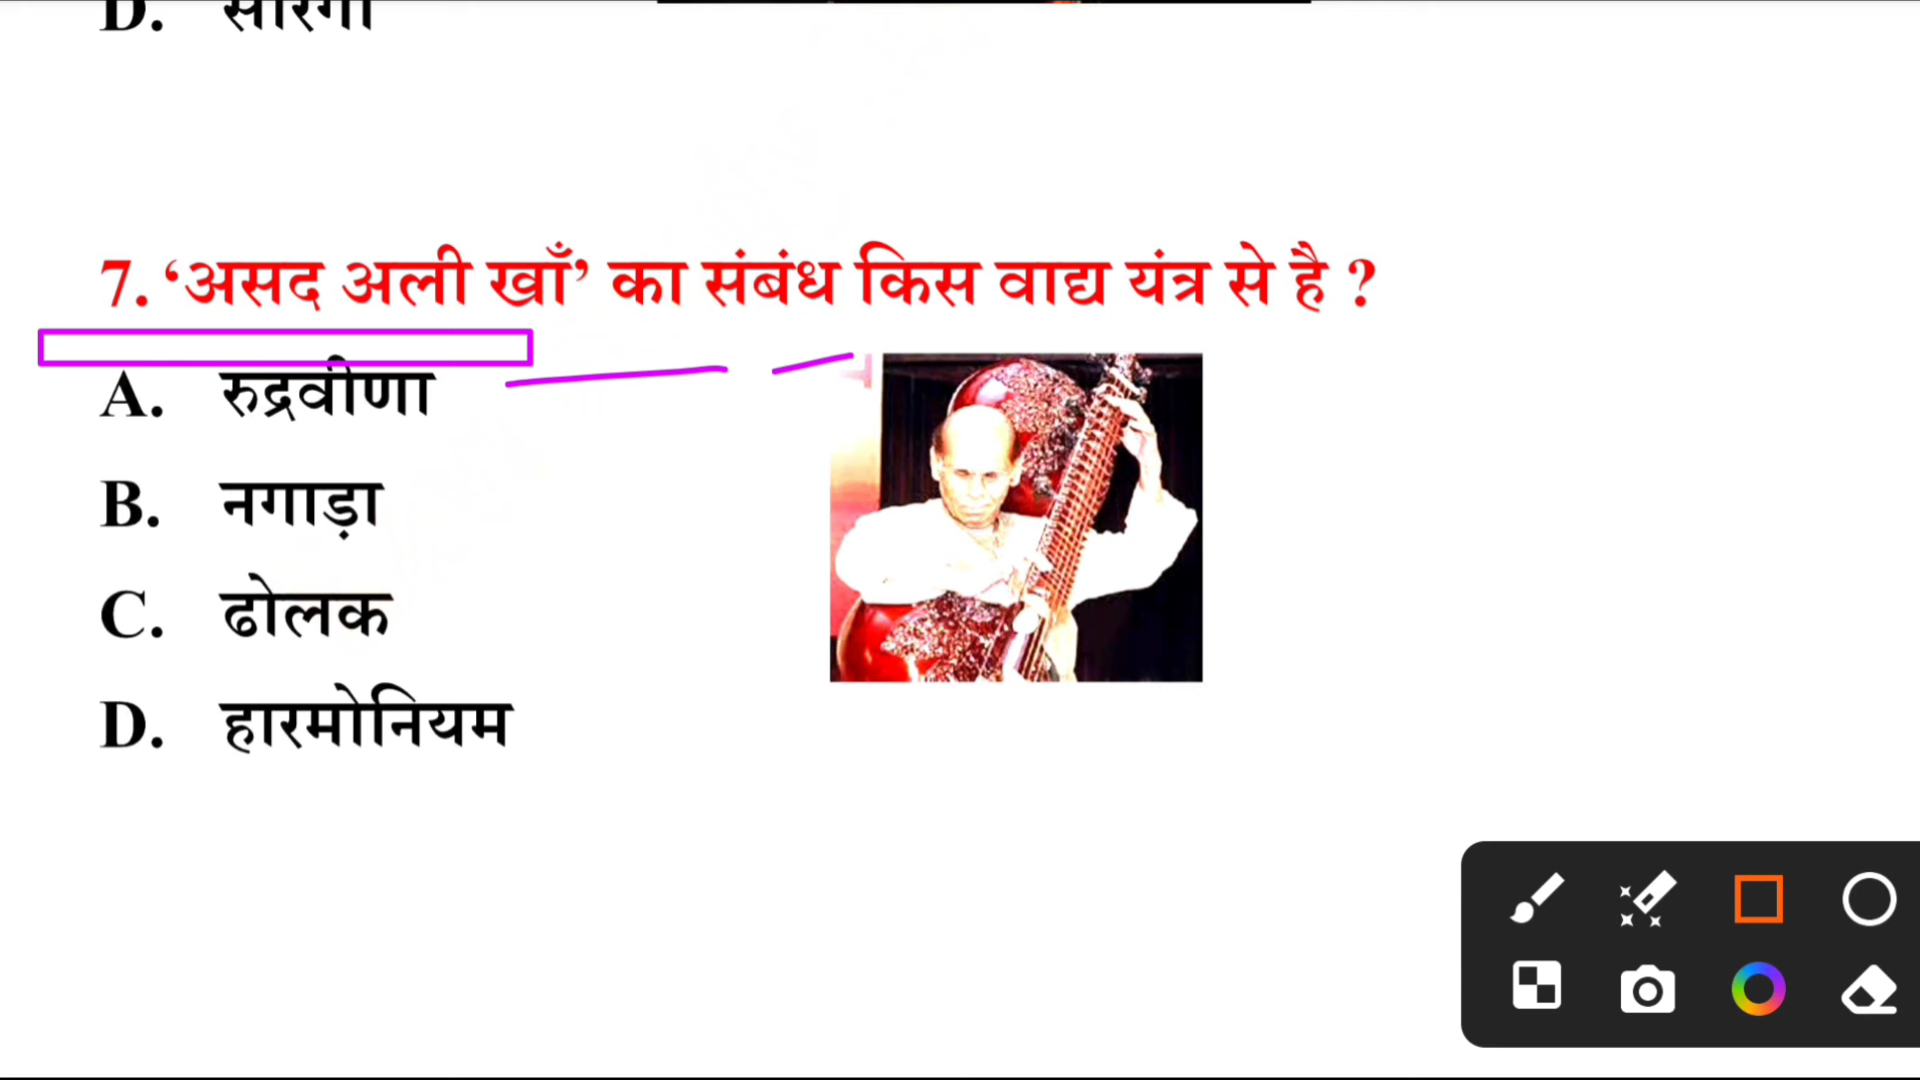 D. सारंगी
7. ‘असद अली खाँ’ का संबंध किस वाद्य यंत्र से है ?
A. रुद्रवीणा
B. नगाड़ा
C. ढोलक
D. हारमोनियम